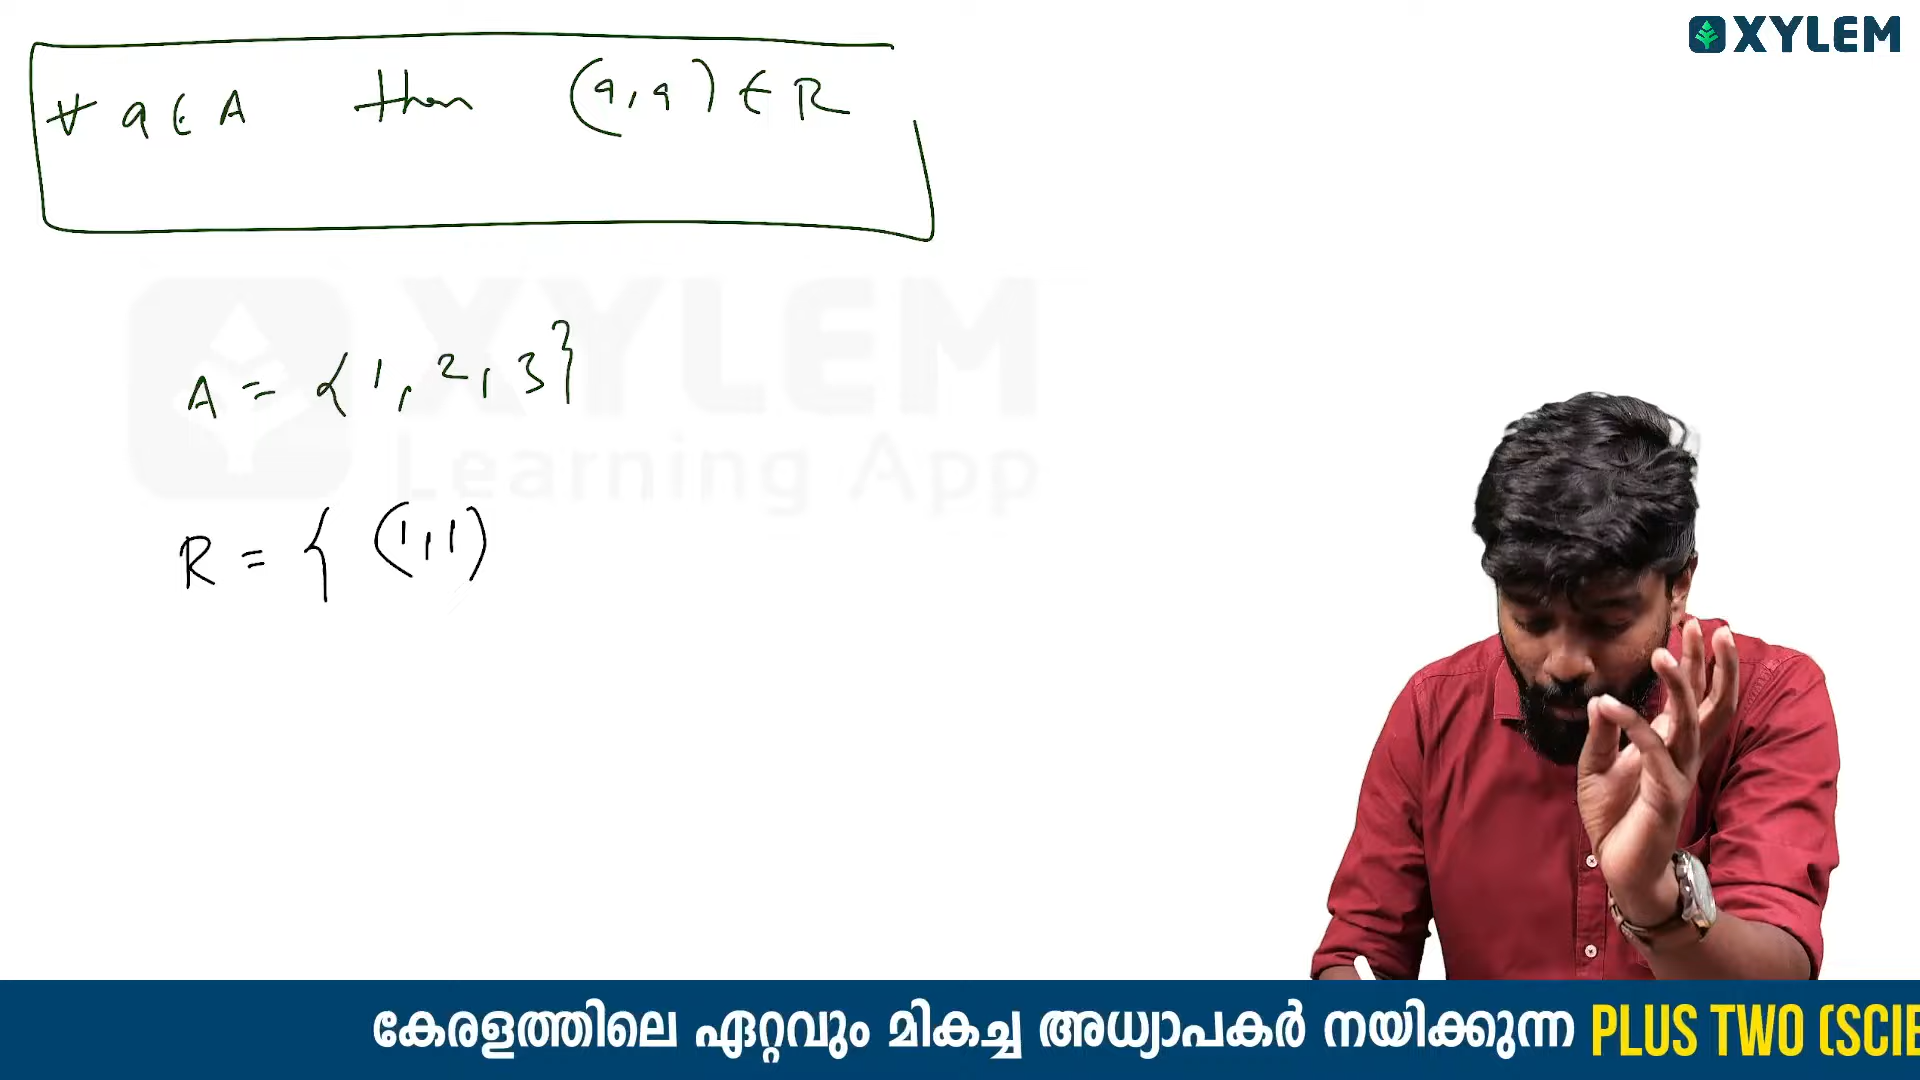 XYLEM
∀ a ∈ A then (a, a) ∈ R
XYLEM
Learning App
A = {1, 2, 3}
R = { (1,1)
കേരളത്തിലെ ഏറ്റവും മികച്ച അധ്യാപകർ നയിക്കുന്ന PLUS TWO (SCIE